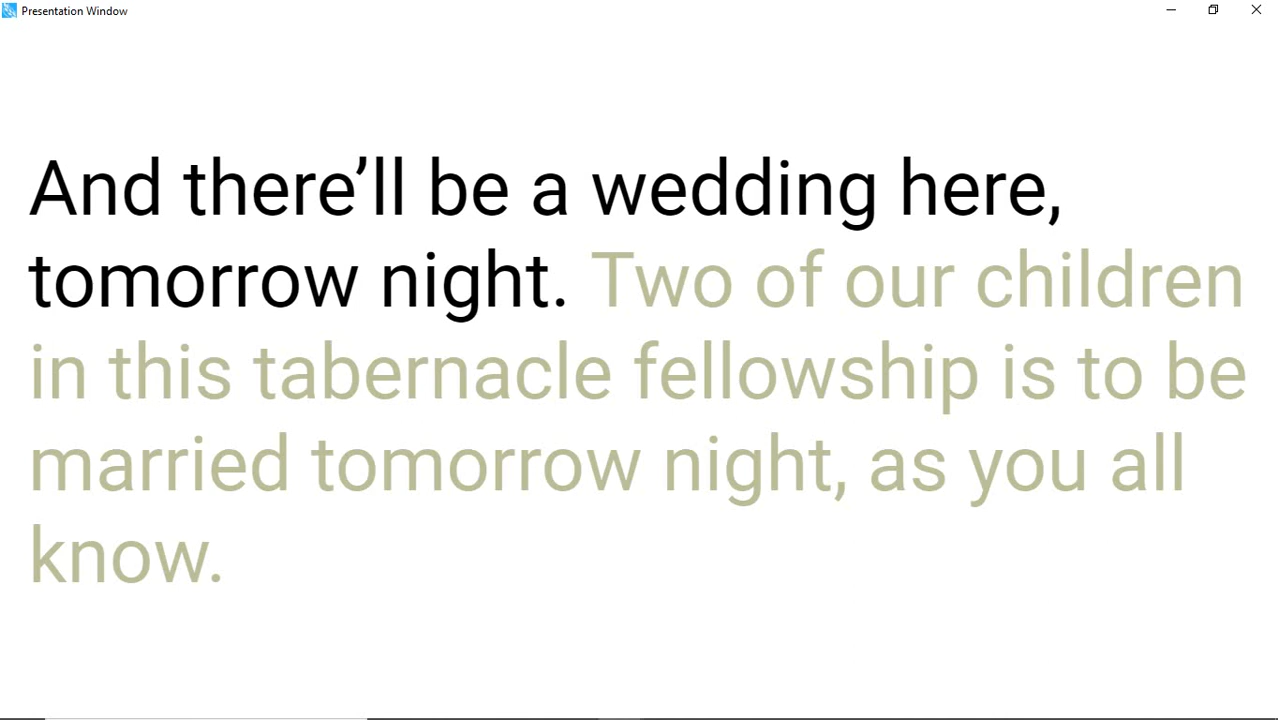 Presentation Window
And there’ll be a wedding here,
tomorrow night. Two of our children
in this tabernacle fellowship is to be
married tomorrow night, as you all
know.